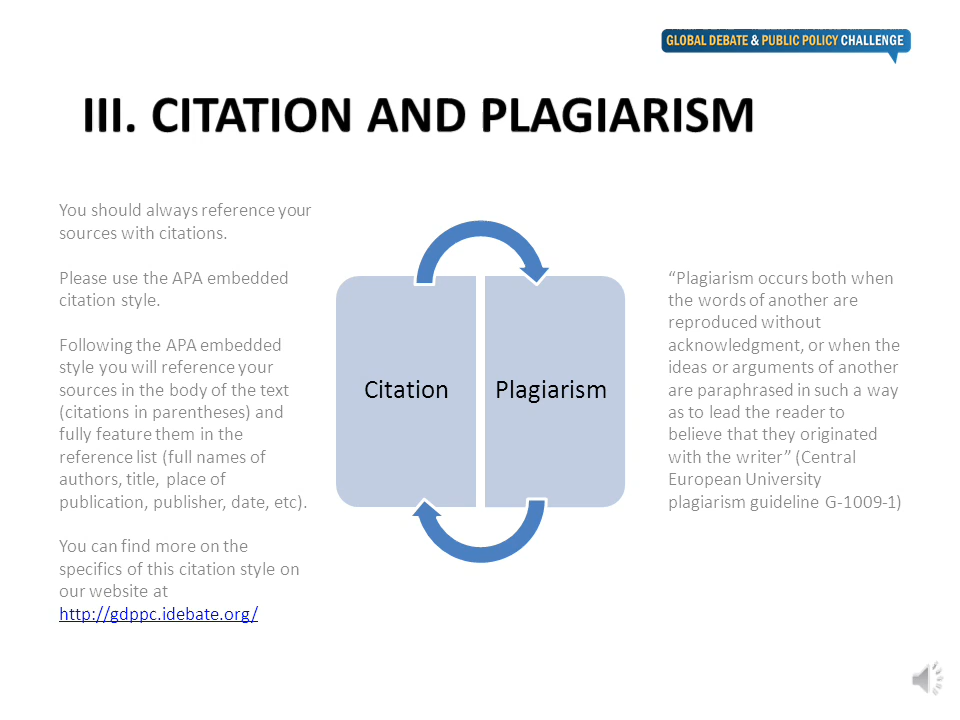 GLOBAL DEBATE & PUBLIC POLICY CHALLENGE
III. CITATION AND PLAGIARISM
You should always reference your
sources with citations.
Please use the APA embedded
citation style.
Following the APA embedded
style you will reference your
sources in the body of the text
(citations in parentheses) and
fully feature them in the
reference list (full names of
authors, title, place of
publication, publisher, date, etc).
You can find more on the
specifics of this citation style on
our website at
http://gdppc.idebate.org/
Citation
Plagiarism
“Plagiarism occurs both when
the words of another are
reproduced without
acknowledgment, or when the
ideas or arguments of another
are paraphrased in such a way
as to lead the reader to
believe that they originated
with the writer” (Central
European University
plagiarism guideline G-1009-1)